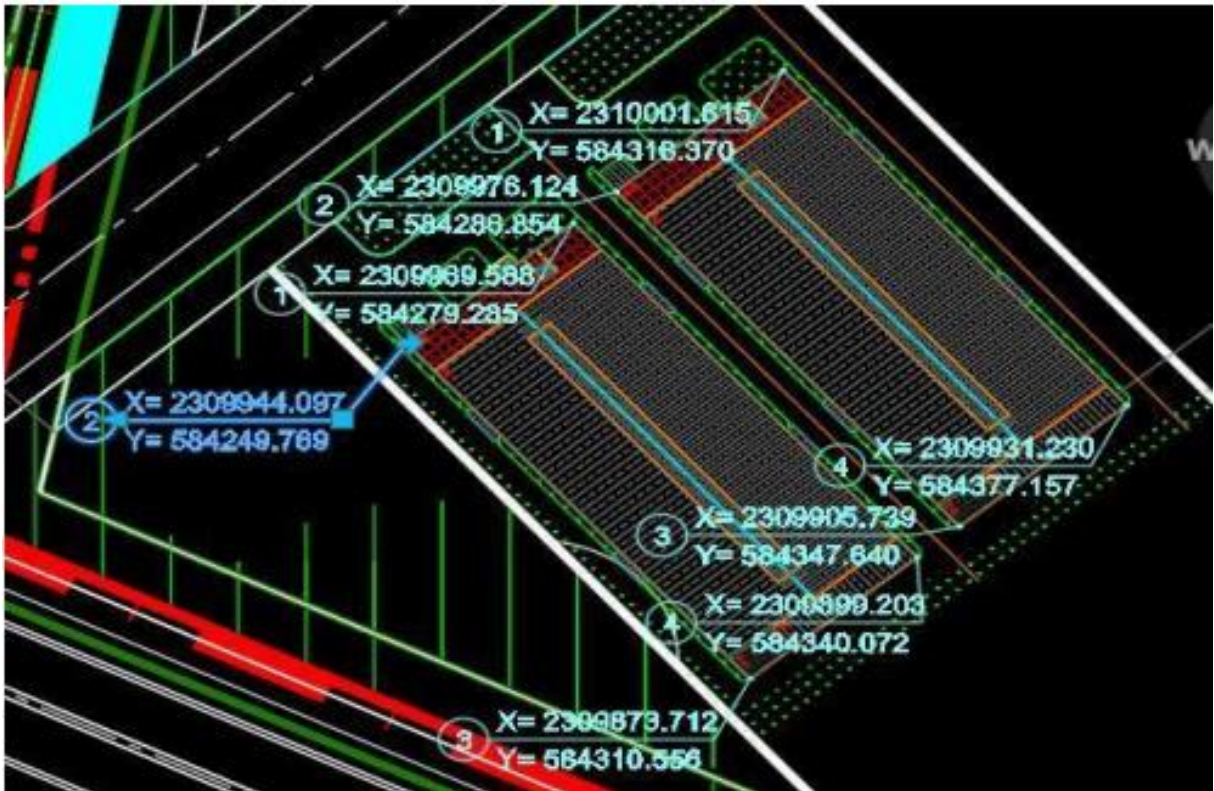 1
X= 2310001.615
Y= 584316.370
2
X= 2309976.124
Y= 584286.854
1
X= 2309969.588
Y= 584279.285
2
X= 2309944.097
Y= 584249.769
4
X= 2309931.230
Y= 584377.157
3
X= 2309905.739
Y= 584347.640
4
X= 2309899.203
Y= 584340.072
3
X= 2309873.712
Y= 584310.556
W